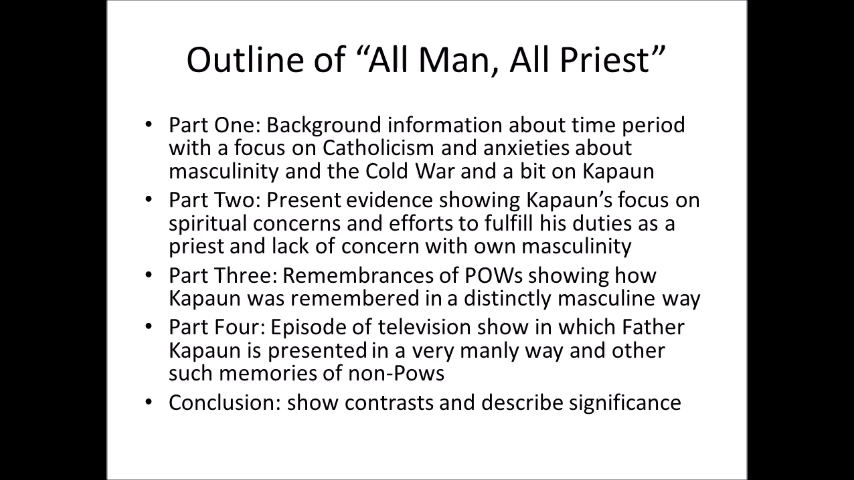 Outline of “All Man, All Priest”
• Part One: Background information about time period
with a focus on Catholicism and anxieties about
masculinity and the Cold War and a bit on Kapaun
• Part Two: Present evidence showing Kapaun’s focus on
spiritual concerns and efforts to fulfill his duties as a
priest and lack of concern with own masculinity
• Part Three: Remembrances of POWs showing how
Kapaun was remembered in a distinctly masculine way
• Part Four: Episode of television show in which Father
Kapaun is presented in a very manly way and other
such memories of non-Pows
• Conclusion: show contrasts and describe significance